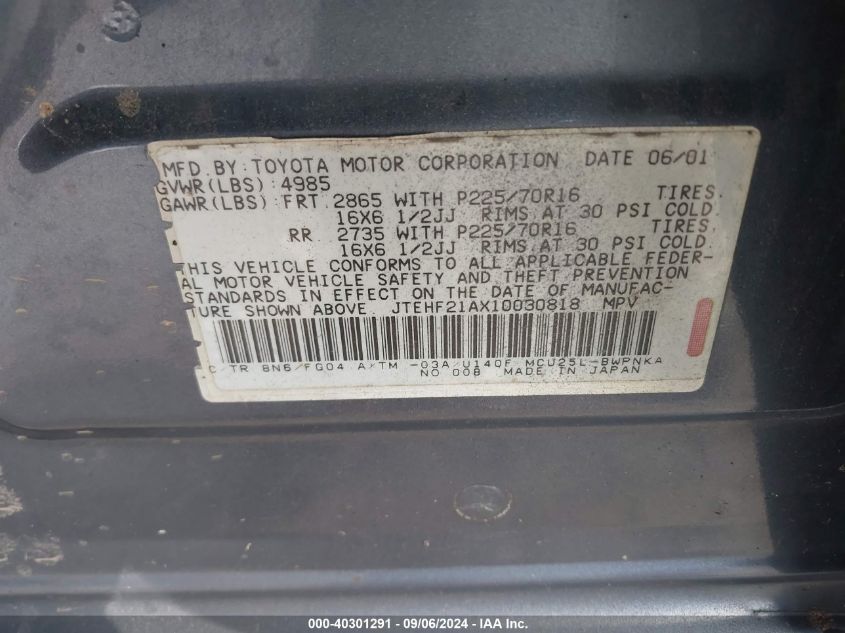 MFD.BY:TOYOTA MOTOR CORPORATION DATE 06/01
GVWR(LBS):4985
GAWR(LBS):FRT 2865 WITH P225/70R16 TIRES,
16X6 1/2JJ RIMS AT 30 PSI COLD.
RR 2735 WITH P225/70R16 TIRES,
16X6 1/2JJ RIMS AT 30 PSI COLD.
THIS VEHICLE CONFORMS TO ALL APPLICABLE FEDER-
AL MOTOR VEHICLE SAFETY AND THEFT PREVENTION
STANDARDS IN EFFECT ON THE DATE OF MANUFAC-
TURE SHOWN ABOVE. JTEHF21AX10030818 MPV
C/TR 8N6/FG04 A/TM -03A/U140F MCU25L-BWPNKA
NO 008 MADE IN JAPAN
000-40301291 - 09/06/2024 - IAA, Inc.